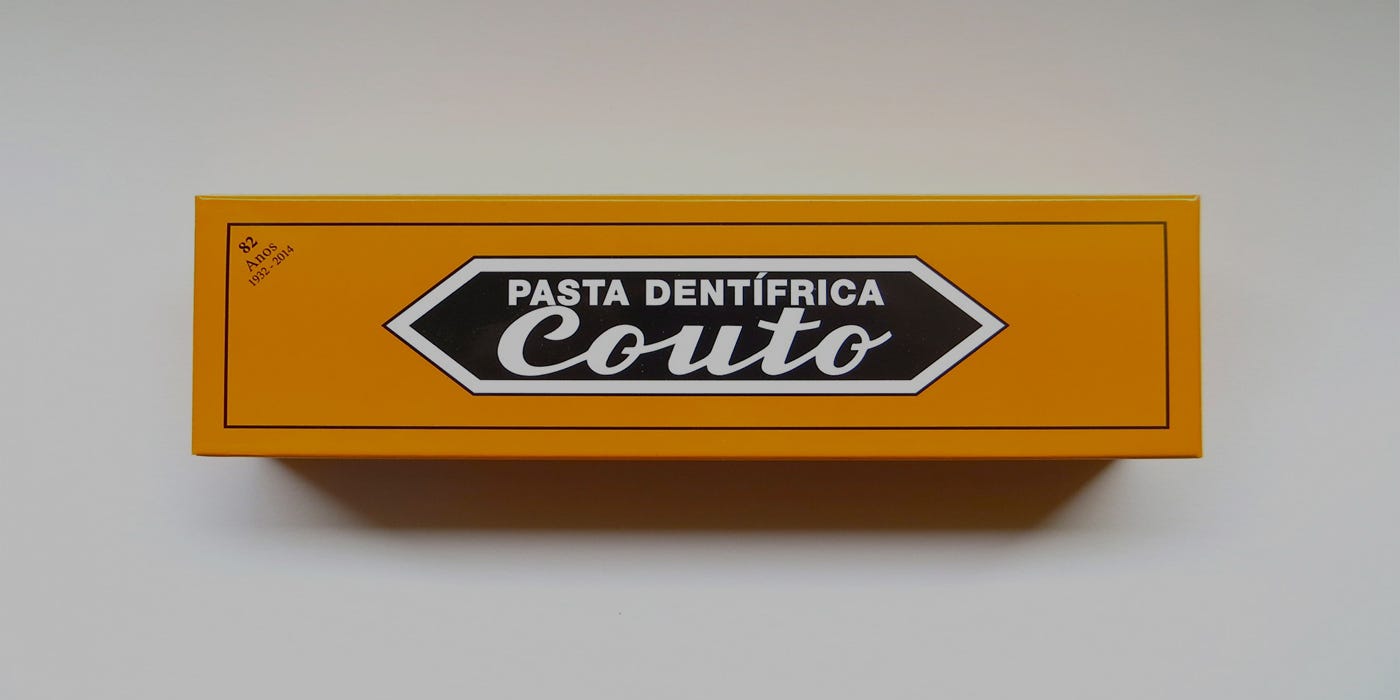 82
Anos
1932 - 2014
PASTA DENTÍFRICA
Couto